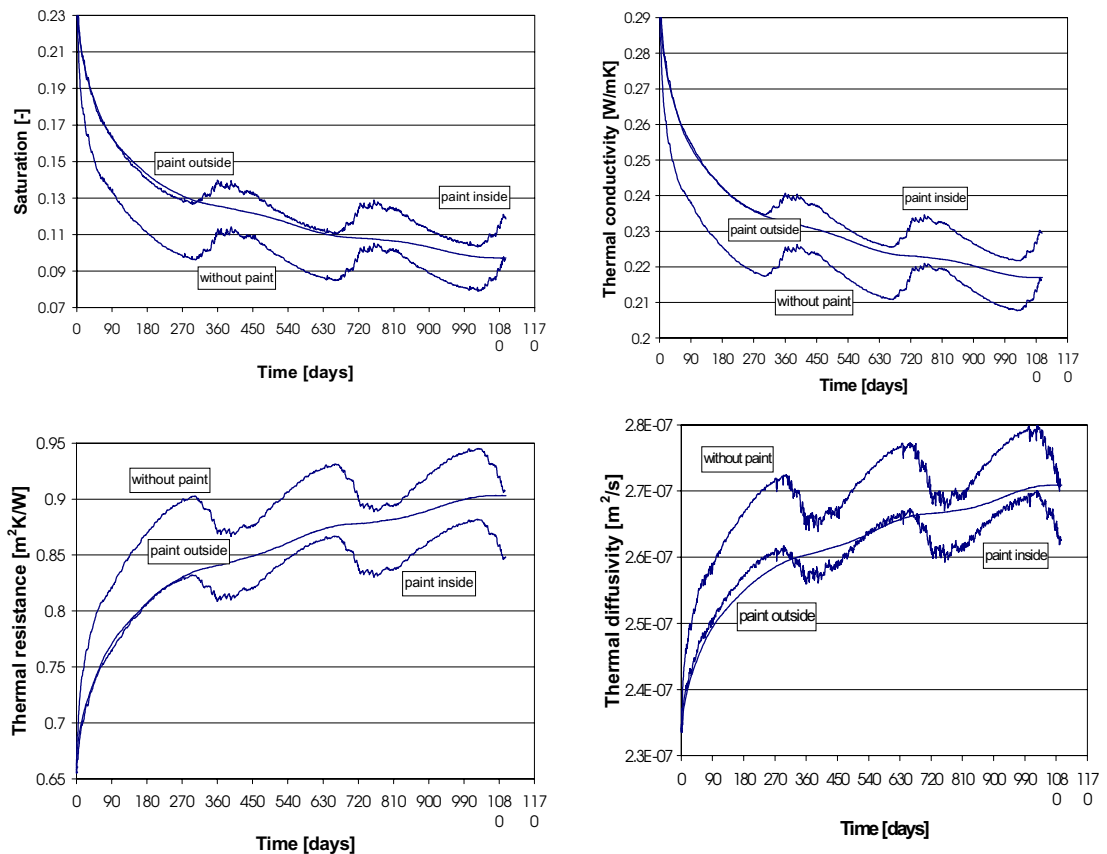 Saturation [-]
0.23
0.21
0.19
0.17
0.15
0.13
0.11
0.09
0.07
paint outside
paint inside
without paint
0 90 180 270 360 450 540 630 720 810 900 990 108 117
0 0
Time [days]
Thermal conductivity [W/mK]
0.29
0.28
0.27
0.26
0.25
0.24
0.23
0.22
0.21
0.2
paint inside
paint outside
without paint
0 90 180 270 360 450 540 630 720 810 900 990 108 117
0 0
Time [days]
Thermal resistance [m²K/W]
0.95
0.9
0.85
0.8
0.75
0.7
0.65
without paint
paint outside
paint inside
0 90 180 270 360 450 540 630 720 810 900 990 108 117
0 0
Time [days]
Thermal diffusivity [m²/s]
2.8E-07
2.7E-07
2.6E-07
2.5E-07
2.4E-07
2.3E-07
without paint
paint inside
paint outside
0 90 180 270 360 450 540 630 720 810 900 990 108 117
0 0
Time [days]